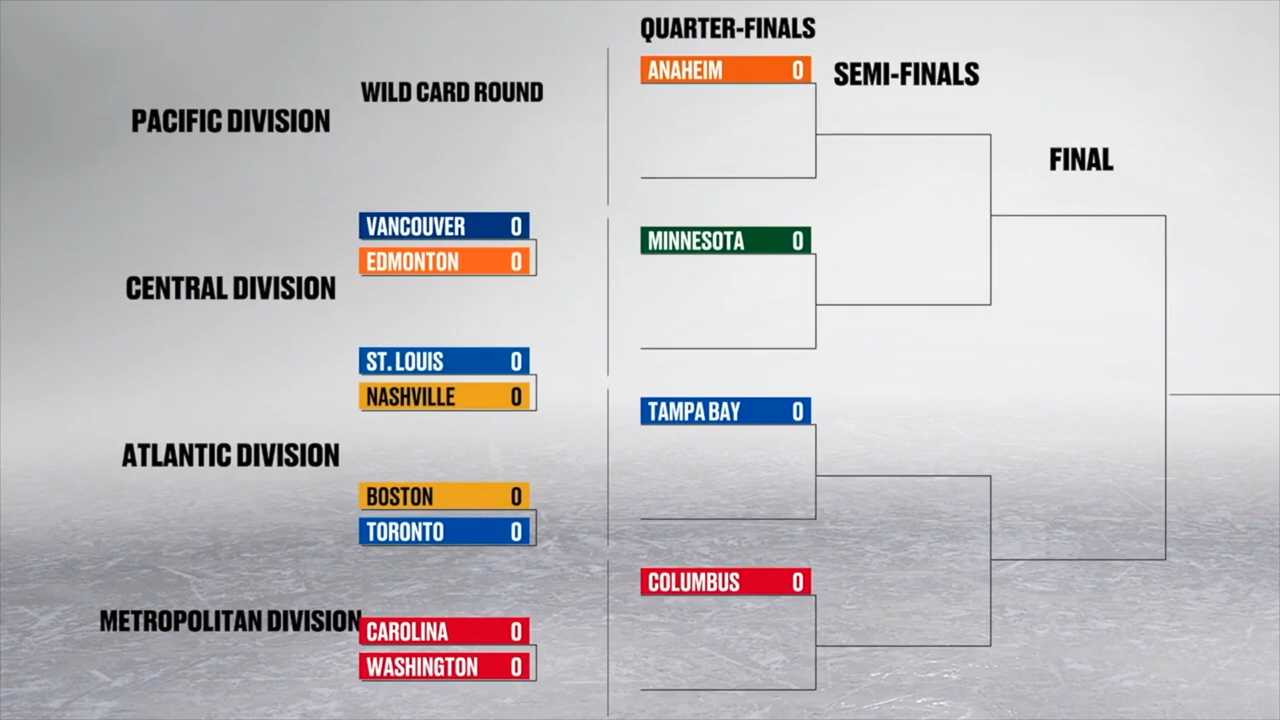 QUARTER-FINALS
ANAHEIM 0
SEMI-FINALS
WILD CARD ROUND
PACIFIC DIVISION
FINAL
VANCOUVER 0
EDMONTON 0
MINNESOTA 0
CENTRAL DIVISION
ST. LOUIS 0
NASHVILLE 0
TAMPA BAY 0
ATLANTIC DIVISION
BOSTON 0
TORONTO 0
COLUMBUS 0
METROPOLITAN DIVISION
CAROLINA 0
WASHINGTON 0